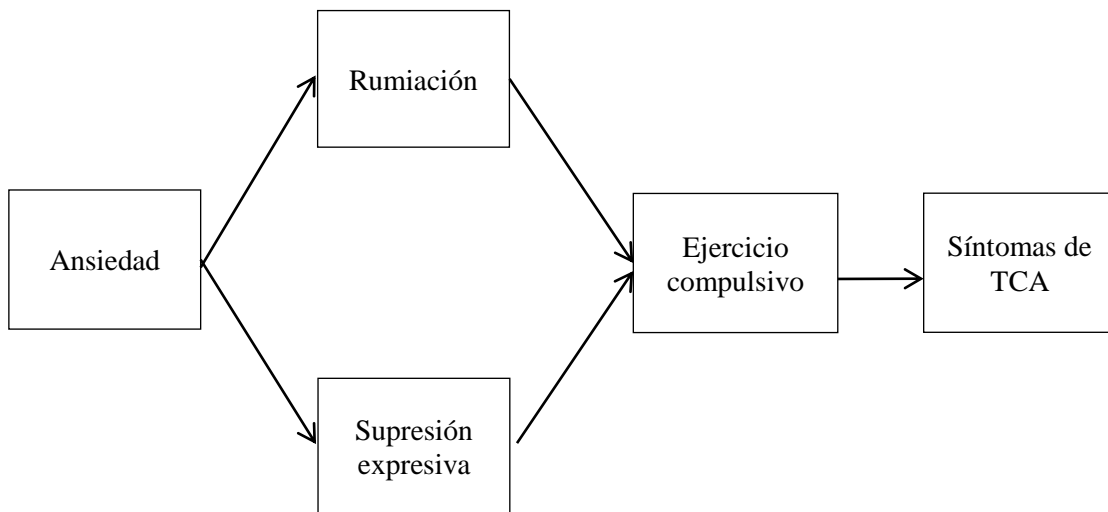 Rumiación
Ansiedad
Ejercicio
compulsivo
Síntomas de
TCA
Supresión
expresiva